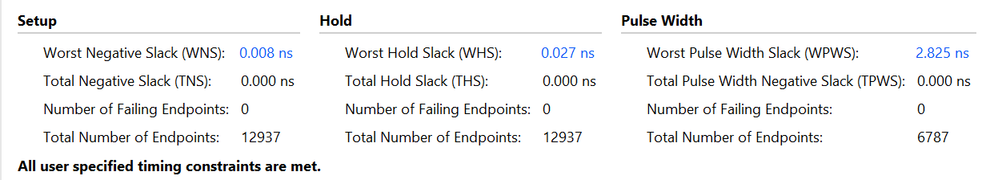 Setup Hold Pulse Width
Worst Negative Slack (WNS): 0.008 ns Worst Hold Slack (WHS): 0.027 ns Worst Pulse Width Slack (WPWS): 2.825 ns
Total Negative Slack (TNS): 0.000 ns Total Hold Slack (THS): 0.000 ns Total Pulse Width Negative Slack (TPWS): 0.000 ns
Number of Failing Endpoints: 0 Number of Failing Endpoints: 0 Number of Failing Endpoints: 0
Total Number of Endpoints: 12937 Total Number of Endpoints: 12937 Total Number of Endpoints: 6787
All user specified timing constraints are met.